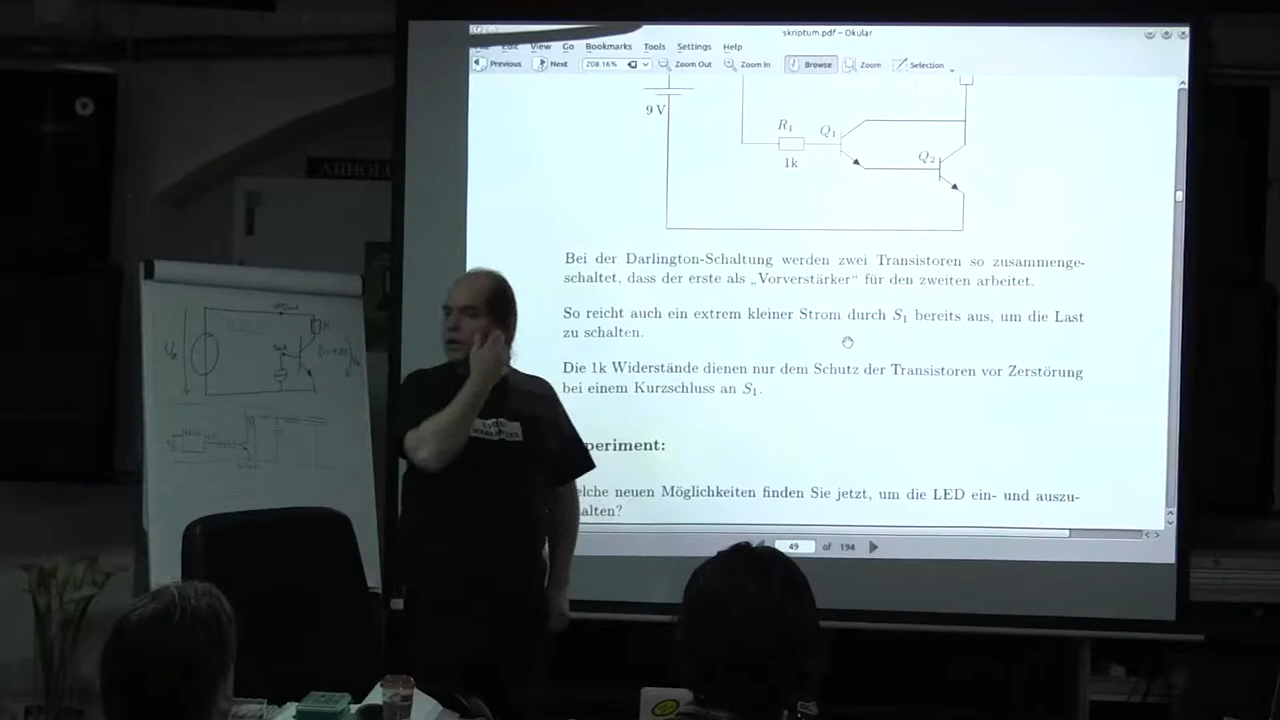 skriptum.pdf – Okular
File Edit View Go Bookmarks Tools Settings Help
Previous Next 208.16% Zoom Out Zoom In Browse Zoom Selection
9 V
R1
1k
Q1
Q2
Bei der Darlington-Schaltung werden zwei Transistoren so zusammenge-
schaltet, dass der erste als „Vorverstärker“ für den zweiten arbeitet.
So reicht auch ein extrem kleiner Strom durch S1 bereits aus, um die Last
zu schalten.
Die 1k Widerstände dienen nur dem Schutz der Transistoren vor Zerstörung
bei einem Kurzschluss an S1.
periment:
elche neuen Möglichkeiten finden Sie jetzt, um die LED ein- und auszu-
alten?
49 of 194
R